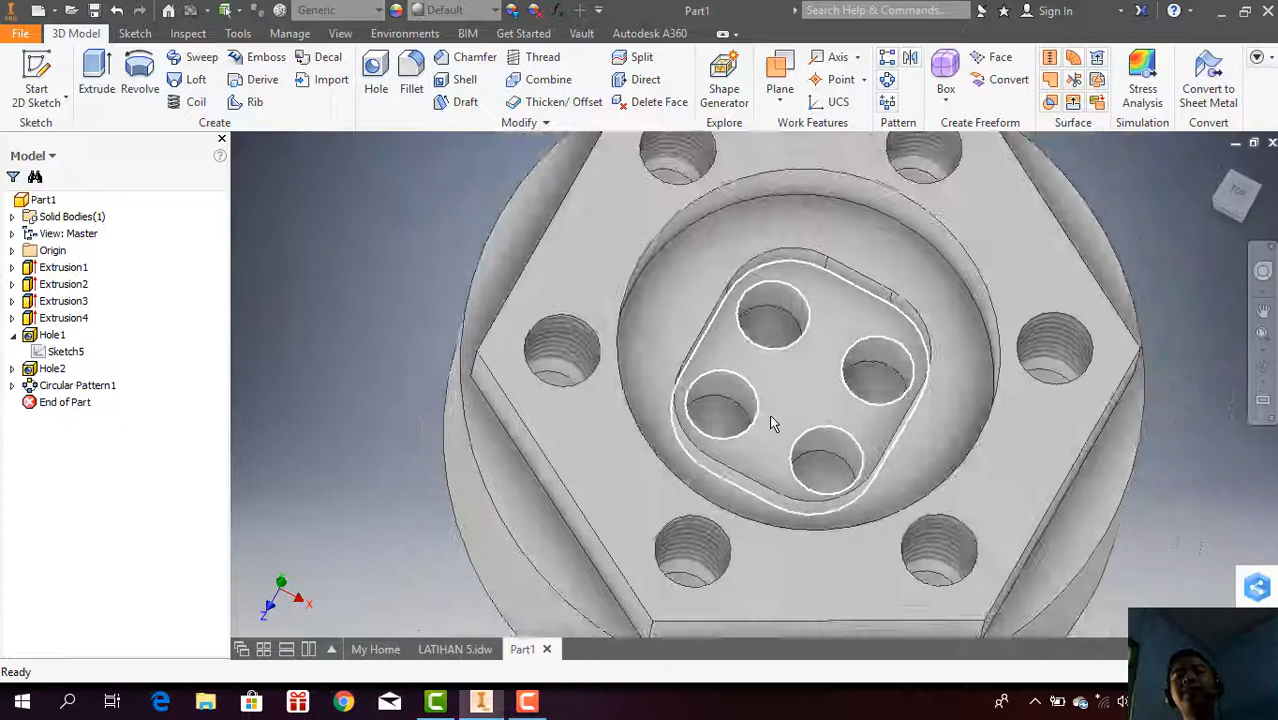 Generic
Default
fx
Part1
Search Help & Commands...
Sign In
PRO
File
3D Model
Sketch
Inspect
Tools
Manage
View
Environments
BIM
Get Started
Vault
Autodesk A360
Start
2D Sketch
Sketch
Extrude
Revolve
Sweep
Loft
Coil
Emboss
Derive
Rib
Decal
Import
Create
Hole
Fillet
Chamfer
Shell
Draft
Thread
Combine
Thicken/ Offset
Split
Direct
Delete Face
Modify
Shape
Generator
Explore
Plane
Axis
Point
UCS
Work Features
Pattern
Box
Face
Convert
Create Freeform
Surface
Stress
Analysis
Simulation
Convert to
Sheet Metal
Convert
Model
Part1
Solid Bodies(1)
View: Master
Origin
Extrusion1
Extrusion2
Extrusion3
Extrusion4
Hole1
Sketch5
Hole2
Circular Pattern1
End of Part
TOP
X
Z
My Home
LATIHAN 5.idw
Part1
Ready